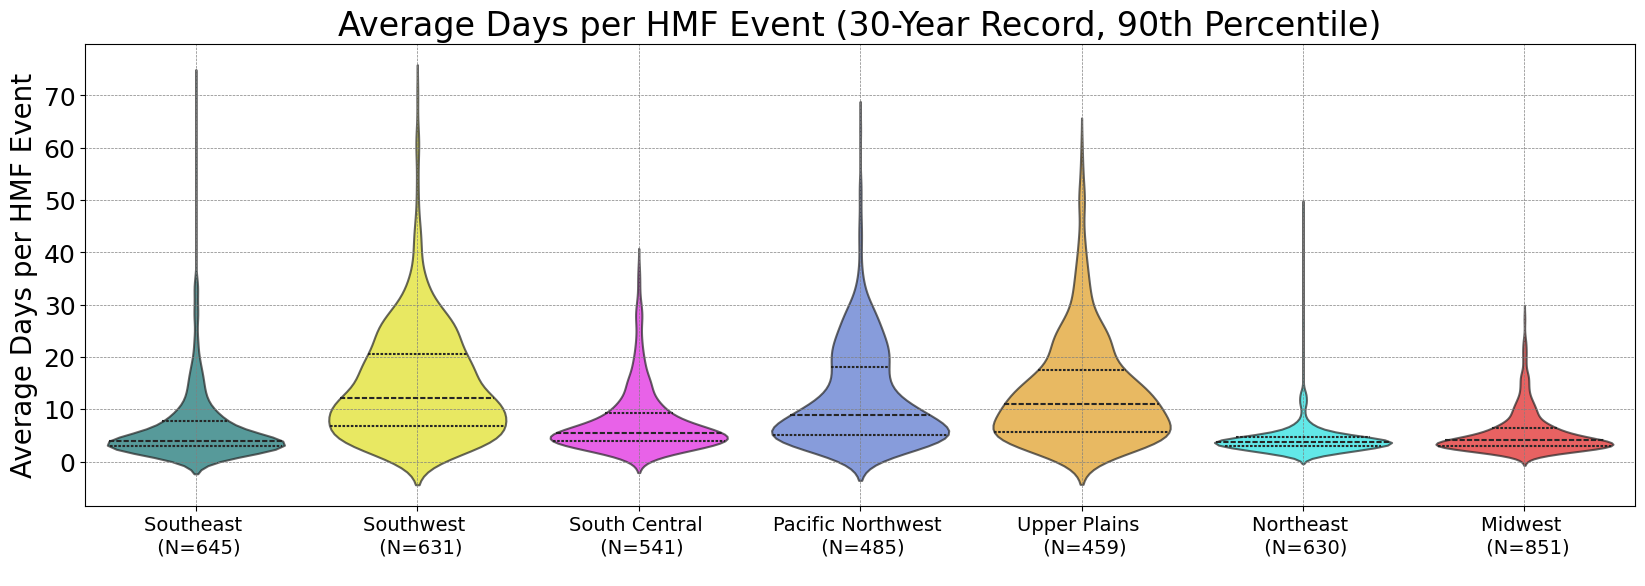 Average Days per HMF Event (30-Year Record, 90th Percentile)
Average Days per HMF Event
70
60
50
40
30
20
10
0
Southeast
(N=645)
Southwest
(N=631)
South Central
(N=541)
Pacific Northwest
(N=485)
Upper Plains
(N=459)
Northeast
(N=630)
Midwest
(N=851)